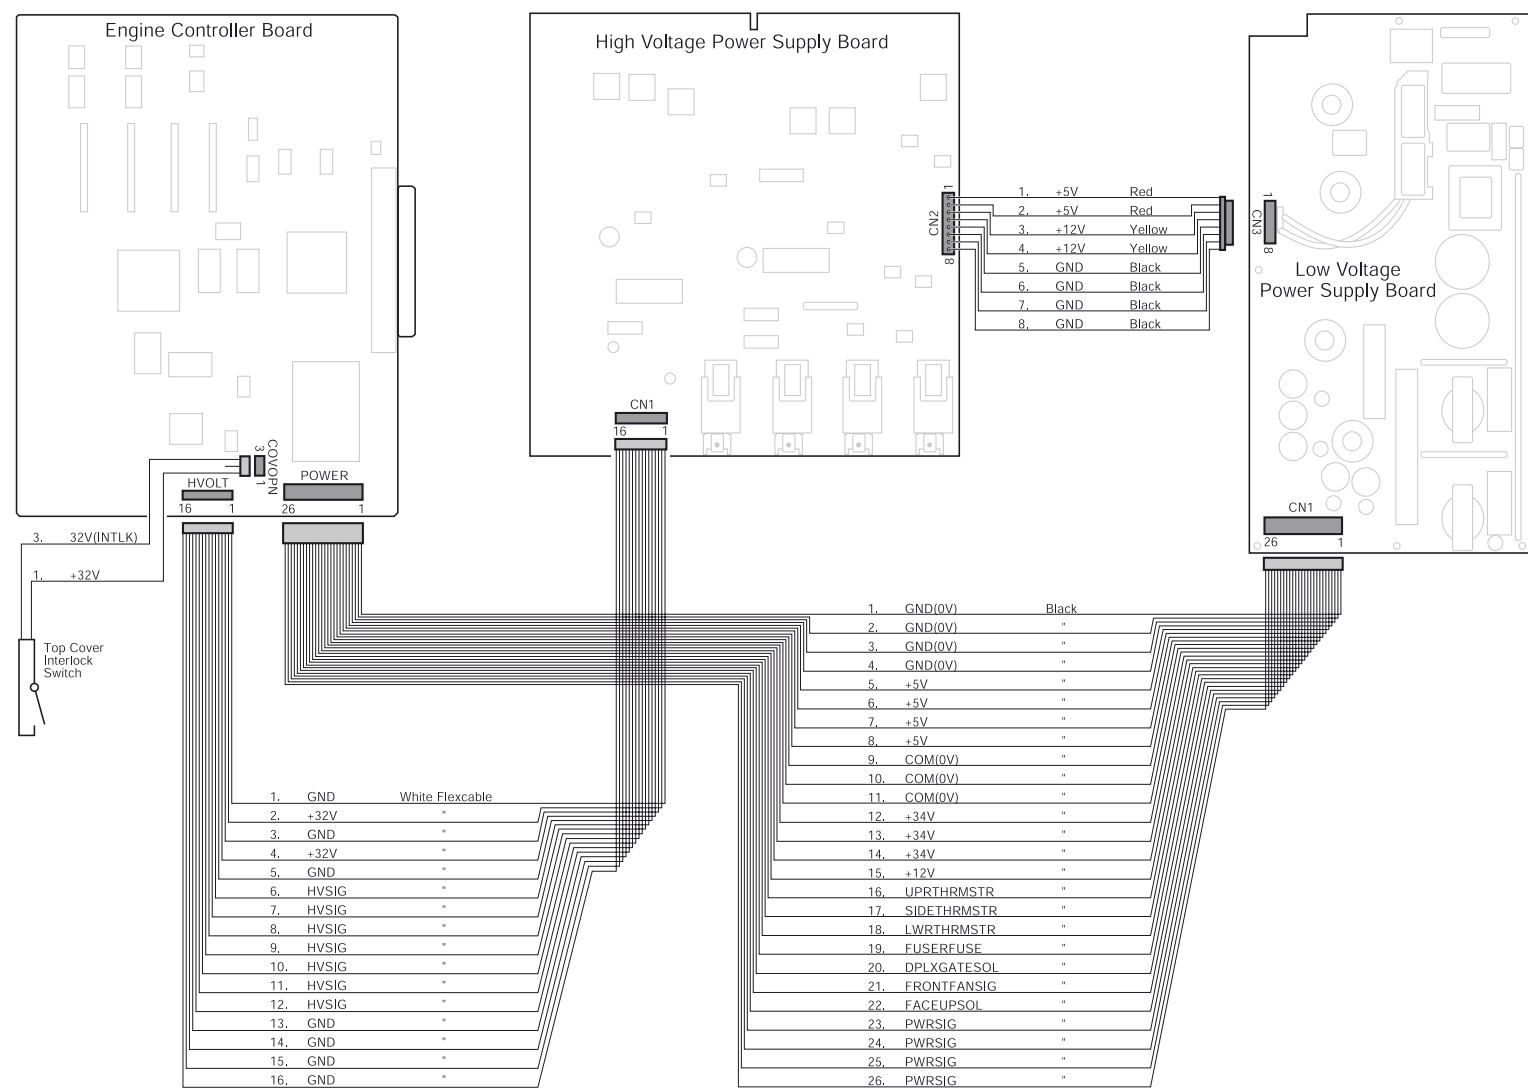 Engine Controller Board
High Voltage Power Supply Board
Low Voltage
Power Supply Board
1
CN2
8
1. +5V Red
2. +5V Red
3. +12V Yellow
4. +12V Yellow
5. GND Black
6. GND Black
7. GND Black
8. GND Black
1
CN3
8
CN1
16 1
3
COVOPN
1
HVOLT
16 1
POWER
26 1
CN1
26 1
3. 32V(INTLK)
1. +32V
Top Cover
Interlock
Switch
1. GND(0V) Black
2. GND(0V) "
3. GND(0V) "
4. GND(0V) "
5. +5V "
6. +5V "
7. +5V "
8. +5V "
9. COM(0V) "
10. COM(0V) "
11. COM(0V) "
12. +34V "
13. +34V "
14. +34V "
15. +12V "
16. UPRTHRMSTR "
17. SIDETHRMSTR "
18. LWRTHRMSTR "
19. FUSERFUSE "
20. DPLXGATESOL "
21. FRONTFANSIG "
22. FACEUPSOL "
23. PWRSIG "
24. PWRSIG "
25. PWRSIG "
26. PWRSIG "
1. GND White Flexcable
2. +32V "
3. GND "
4. +32V "
5. GND "
6. HVSIG "
7. HVSIG "
8. HVSIG "
9. HVSIG "
10. HVSIG "
11. HVSIG "
12. HVSIG "
13. GND "
14. GND "
15. GND "
16. GND "